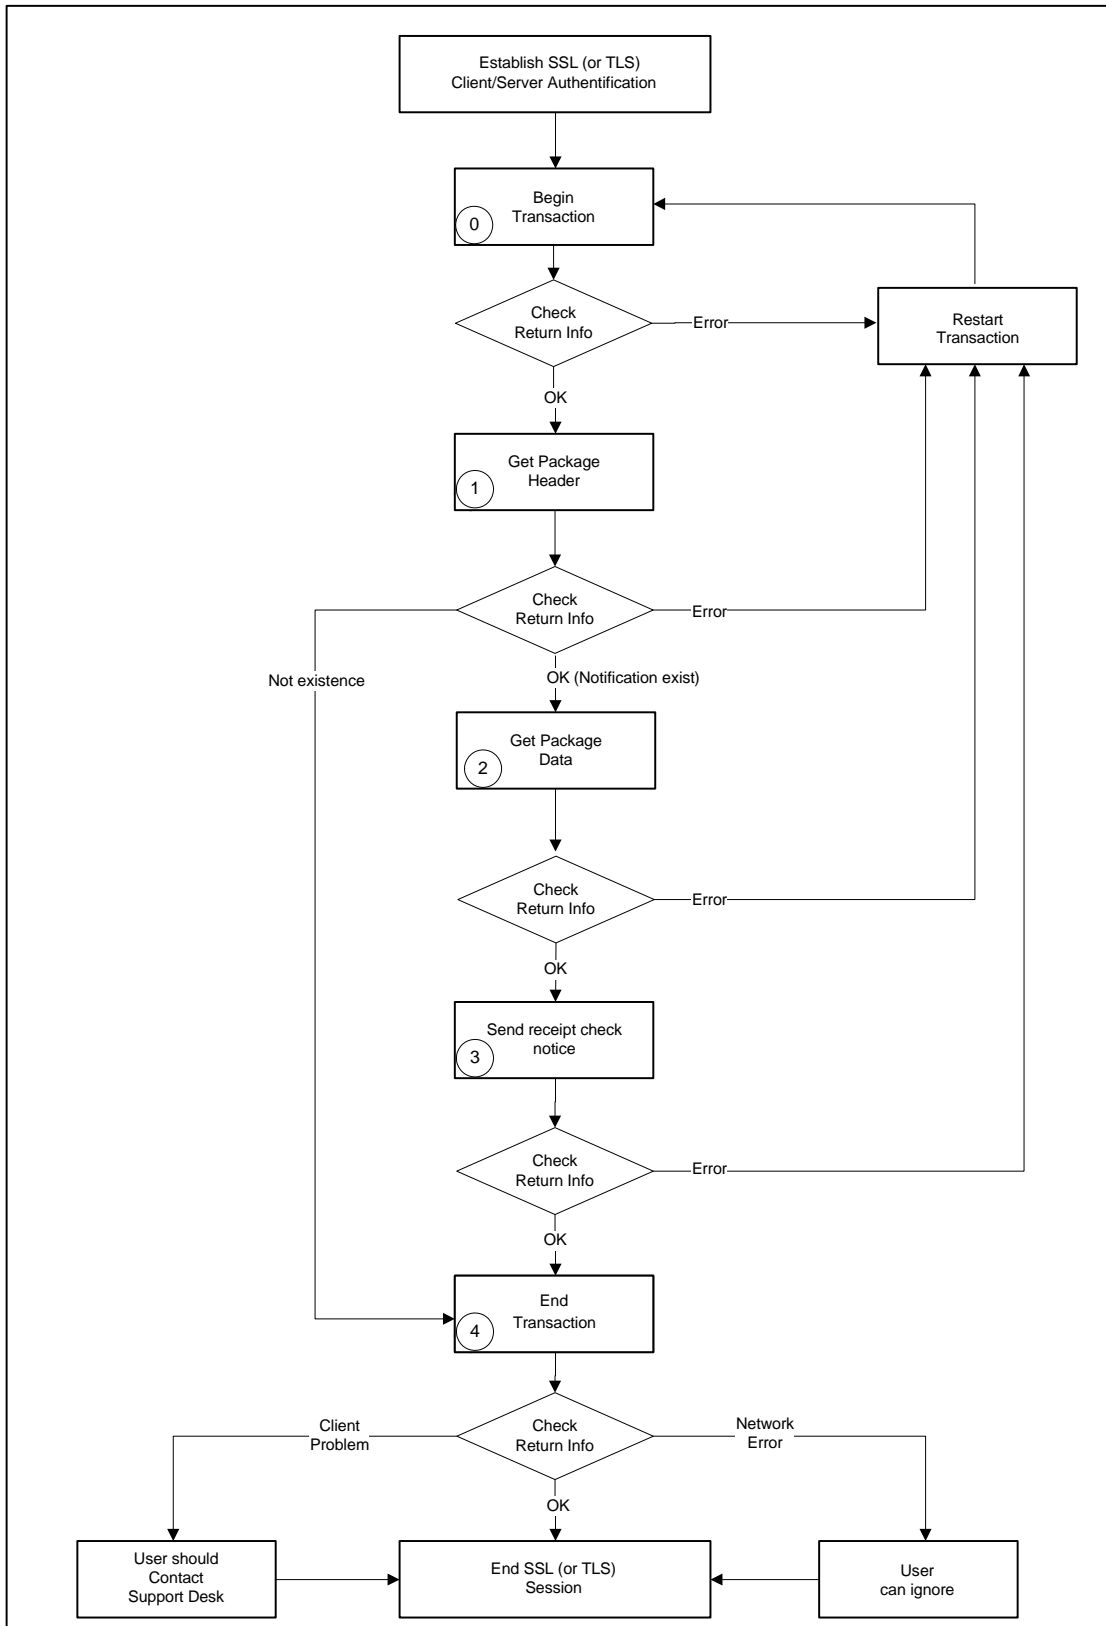 Establish SSL (or TLS)
Client/Server Authentification
Begin
Transaction
0
Check
Return Info
Error
Restart
Transaction
OK
Get Package
Header
1
Check
Return Info
Error
Not existence
OK (Notification exist)
Get Package
Data
2
Check
Return Info
Error
OK
Send receipt check
notice
3
Check
Return Info
Error
OK
End
Transaction
4
Client
Problem
Check
Return Info
Network
Error
OK
User should
Contact
Support Desk
End SSL (or TLS)
Session
User
can ignore